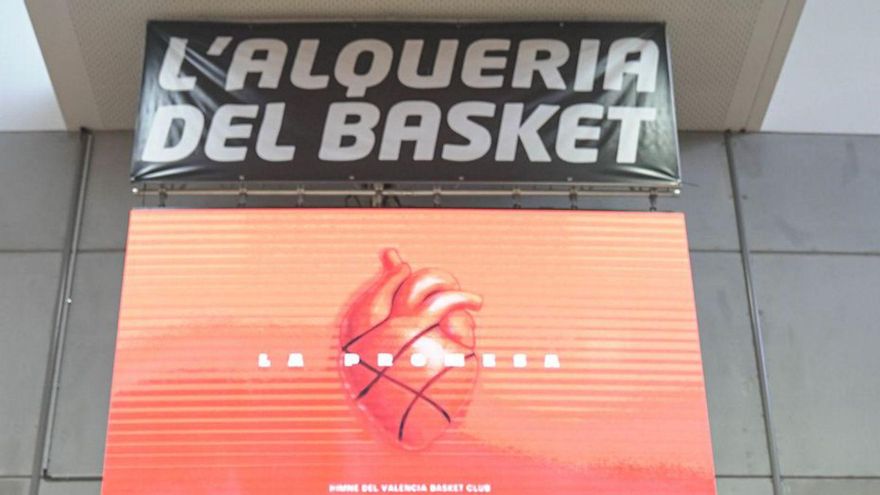 L'ALQUERIA
DEL BASKET
LA PROMESA
HIMNE DEL VALENCIA BASKET CLUB